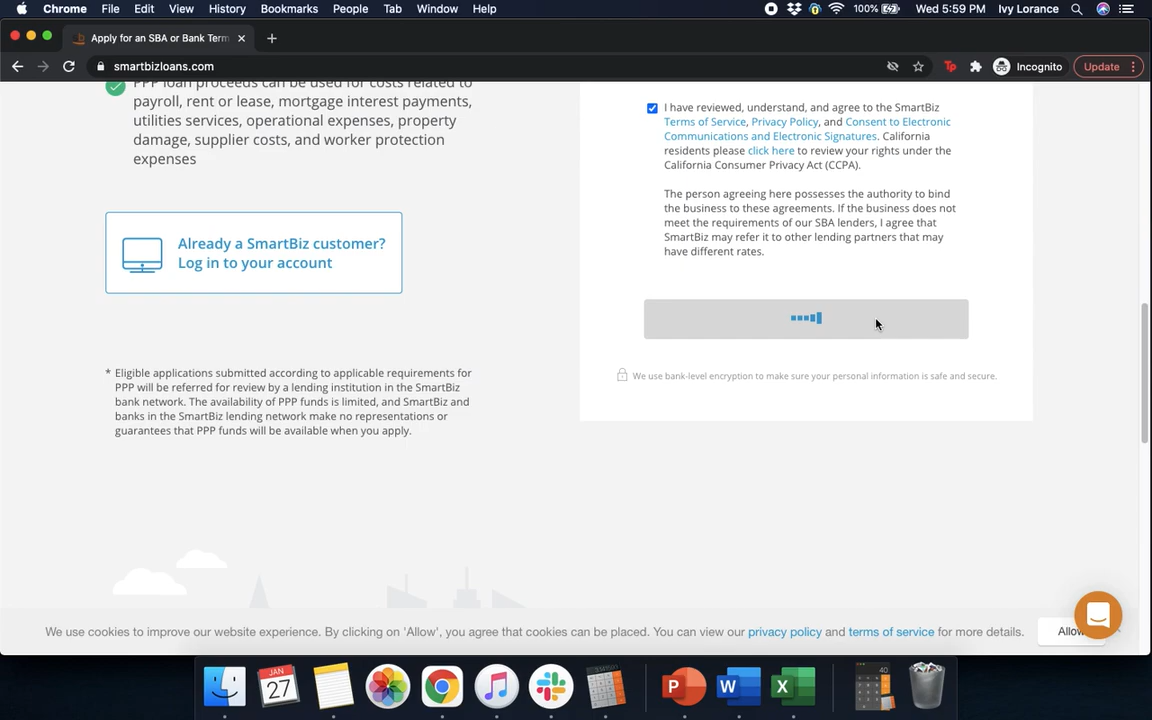 Chrome File Edit View History Bookmarks People Tab Window Help 100% Wed 5:59 PM Ivy Lorance
Apply for an SBA or Bank Term
smartbizloans.com Incognito Update
PPP loan proceeds can be used for costs related to
payroll, rent or lease, mortgage interest payments,
utilities services, operational expenses, property
damage, supplier costs, and worker protection
expenses
Already a SmartBiz customer?
Log in to your account
* Eligible applications submitted according to applicable requirements for
PPP will be referred for review by a lending institution in the SmartBiz
bank network. The availability of PPP funds is limited, and SmartBiz and
banks in the SmartBiz lending network make no representations or
guarantees that PPP funds will be available when you apply.
I have reviewed, understand, and agree to the SmartBiz
Terms of Service, Privacy Policy, and Consent to Electronic
Communications and Electronic Signatures. California
residents please click here to review your rights under the
California Consumer Privacy Act (CCPA).
The person agreeing here possesses the authority to bind
the business to these agreements. If the business does not
meet the requirements of our SBA lenders, I agree that
SmartBiz may refer it to other lending partners that may
have different rates.
We use bank-level encryption to make sure your personal information is safe and secure.
We use cookies to improve our website experience. By clicking on 'Allow', you agree that cookies can be placed. You can view our privacy policy and terms of service for more details. Allow
JAN
27
P
W
X
40